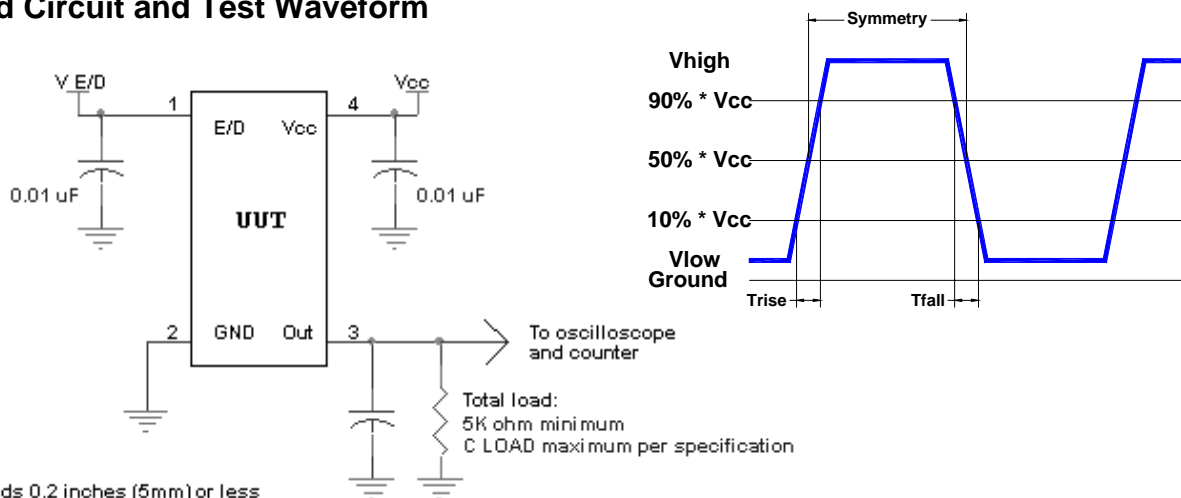 d Circuit and Test Waveform
V E/D
Vcc
1
4
E/D Vcc
0.01 uF
0.01 uF
UUT
2
GND Out
3
To oscilloscope
and counter
Total load:
5K ohm minimum
C LOAD maximum per specification
ds 0.2 inches (5mm) or less
Symmetry
Vhigh
90% * Vcc
50% * Vcc
10% * Vcc
Vlow
Ground
Trise
Tfall